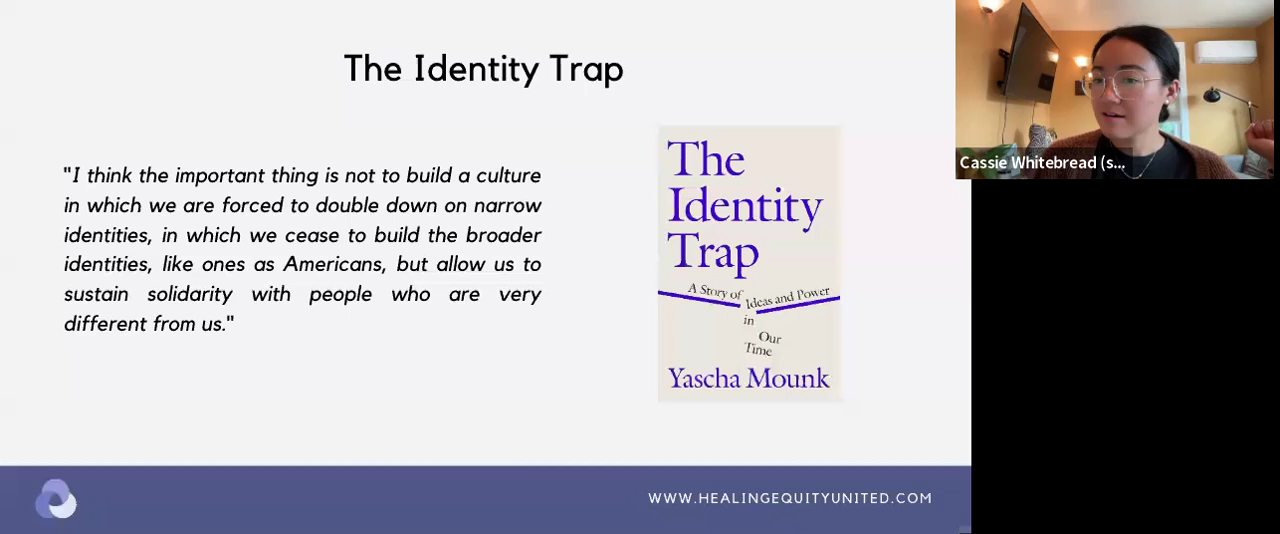 The Identity Trap
"I think the important thing is not to build a culture
in which we are forced to double down on narrow
identities, in which we cease to build the broader
identities, like ones as Americans, but allow us to
sustain solidarity with people who are very
different from us."
The
Identity
Trap
A Story of Ideas and Power
in
Our
Time
Yascha Mounk
Cassie Whitebread (s...
WWW.HEALINGEQUITYUNITED.COM